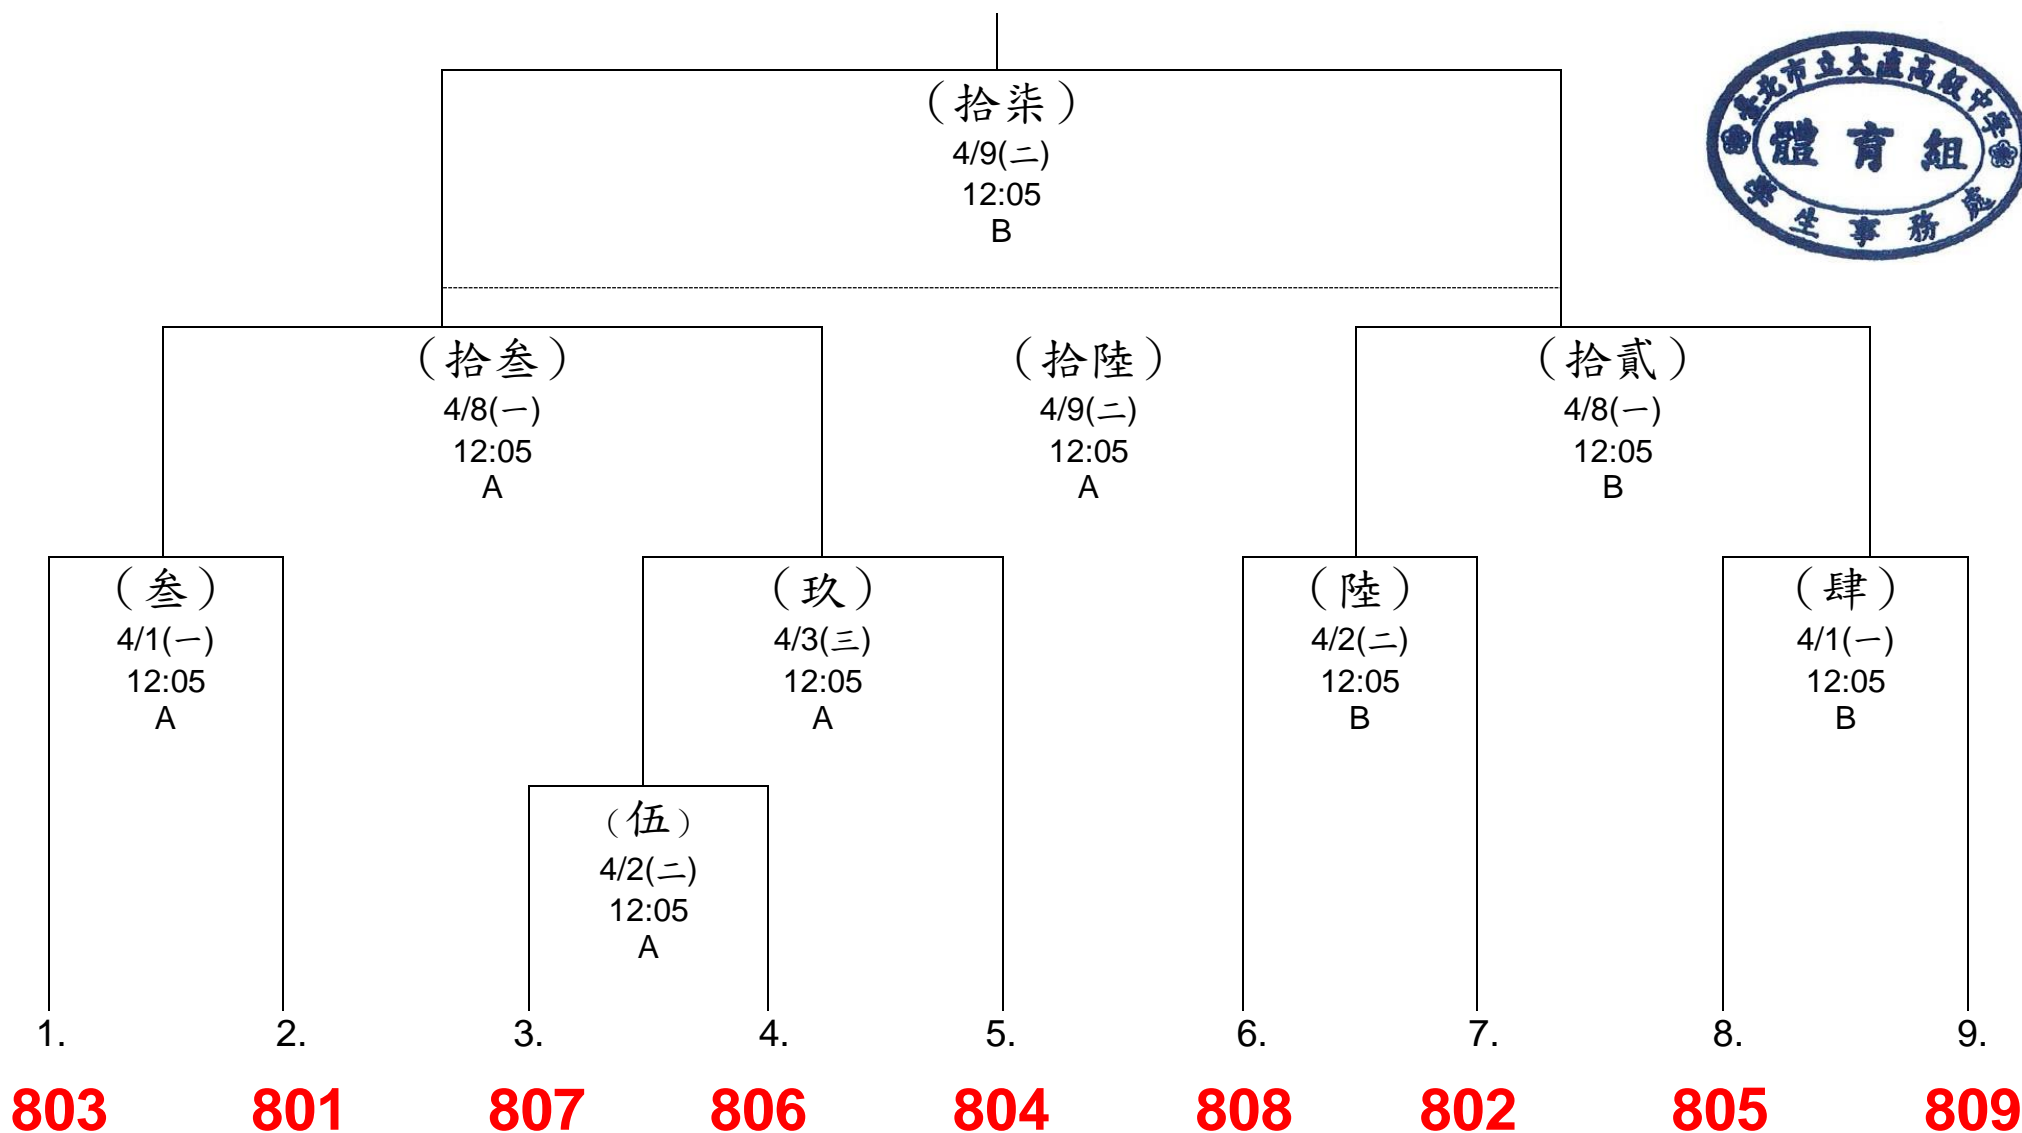 （拾柒）
4/9(二)
12:05
B
臺北市立大直高級中學
體育組
學生事務處
（拾叁）
4/8(一)
12:05
A
（拾陸）
4/9(二)
12:05
A
（拾貳）
4/8(一)
12:05
B
（叁）
4/1(一)
12:05
A
（玖）
4/3(三)
12:05
A
（陸）
4/2(二)
12:05
B
（肆）
4/1(一)
12:05
B
（伍）
4/2(二)
12:05
A
1. 2. 3. 4. 5. 6. 7. 8. 9.
803 801 807 806 804 808 802 805 809